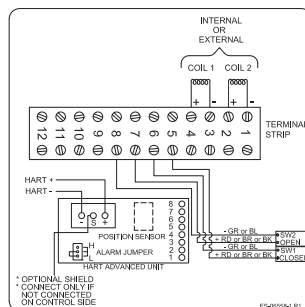 INTERNAL
OR
EXTERNAL
COIL 1 COIL 2
+ - + -
12 11 10 9 8 7 6 5 4 3 2 1
TERMINAL
STRIP
HART +
HART -
- S +
POSITION SENSOR
8
7
6
5
4
3
2
1
H
L
ALARM JUMPER
HART ADVANCED UNIT
- GR or BL
+ RD or BR or BK
- GR or BL
+ RD or BR or BK
SW2
OPEN
SW1
CLOSE
* OPTIONAL SHIELD
* CONNECT ONLY IF
NOT CONNECTED
ON CONTROL SIDE